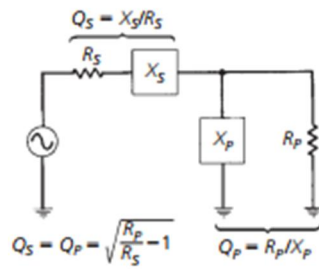 Q_S = X_S/R_S
R_S
X_S
X_P
R_P
Q_S = Q_P = √(R_P/R_S − 1)
Q_P = R_P/X_P